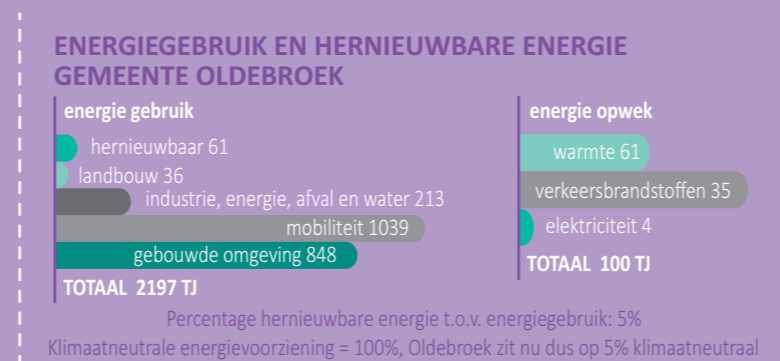 ENERGIEGEBRUIK EN HERNIEUWBARE ENERGIE
GEMEENTE OLDEBROEK
energie gebruik
hernieuwbaar 61
landbouw 36
industrie, energie, afval en water 213
mobiliteit 1039
gebouwde omgeving 848
TOTAAL 2197 TJ
energie opwek
warmte 61
verkeersbrandstoffen 35
elektriciteit 4
TOTAAL 100 TJ
Percentage hernieuwbare energie t.o.v. energiegebruik: 5%
Klimaatneutrale energievoorziening = 100%, Oldebroek zit nu dus op 5% klimaatneutraal